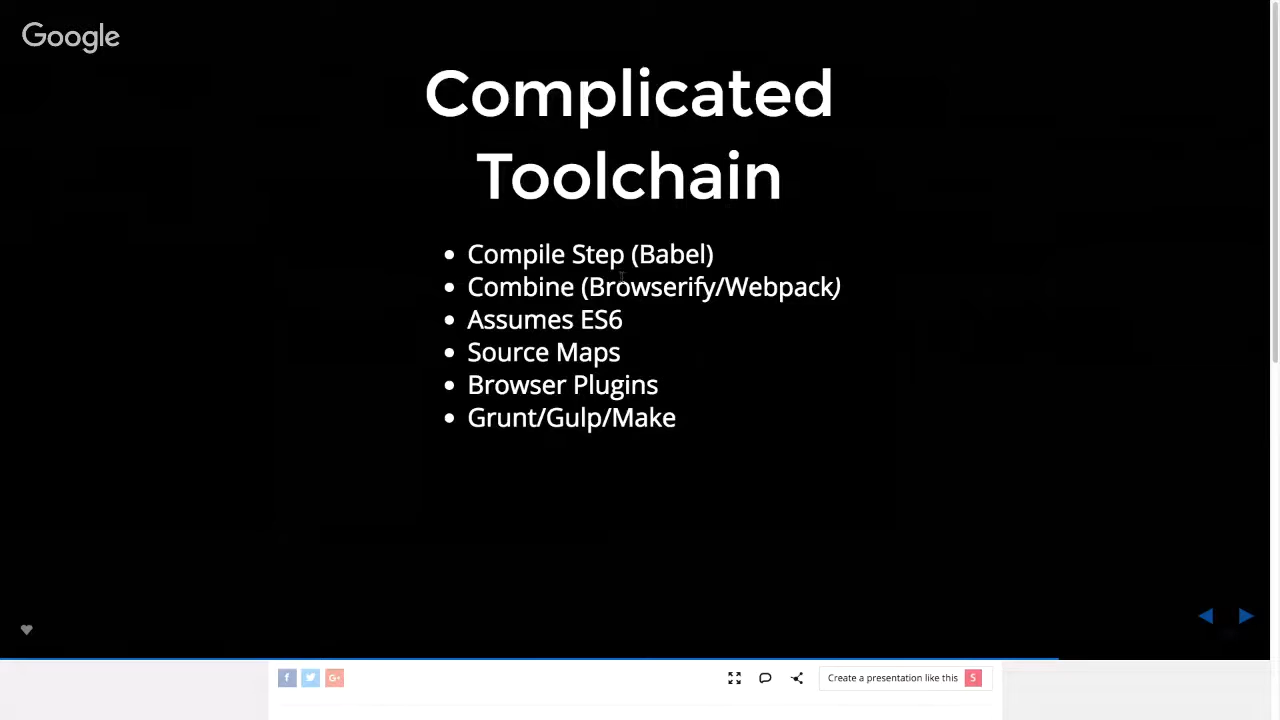 Google
Complicated
Toolchain
• Compile Step (Babel)
• Combine (Browserify/Webpack)
• Assumes ES6
• Source Maps
• Browser Plugins
• Grunt/Gulp/Make
f G+ Create a presentation like this S